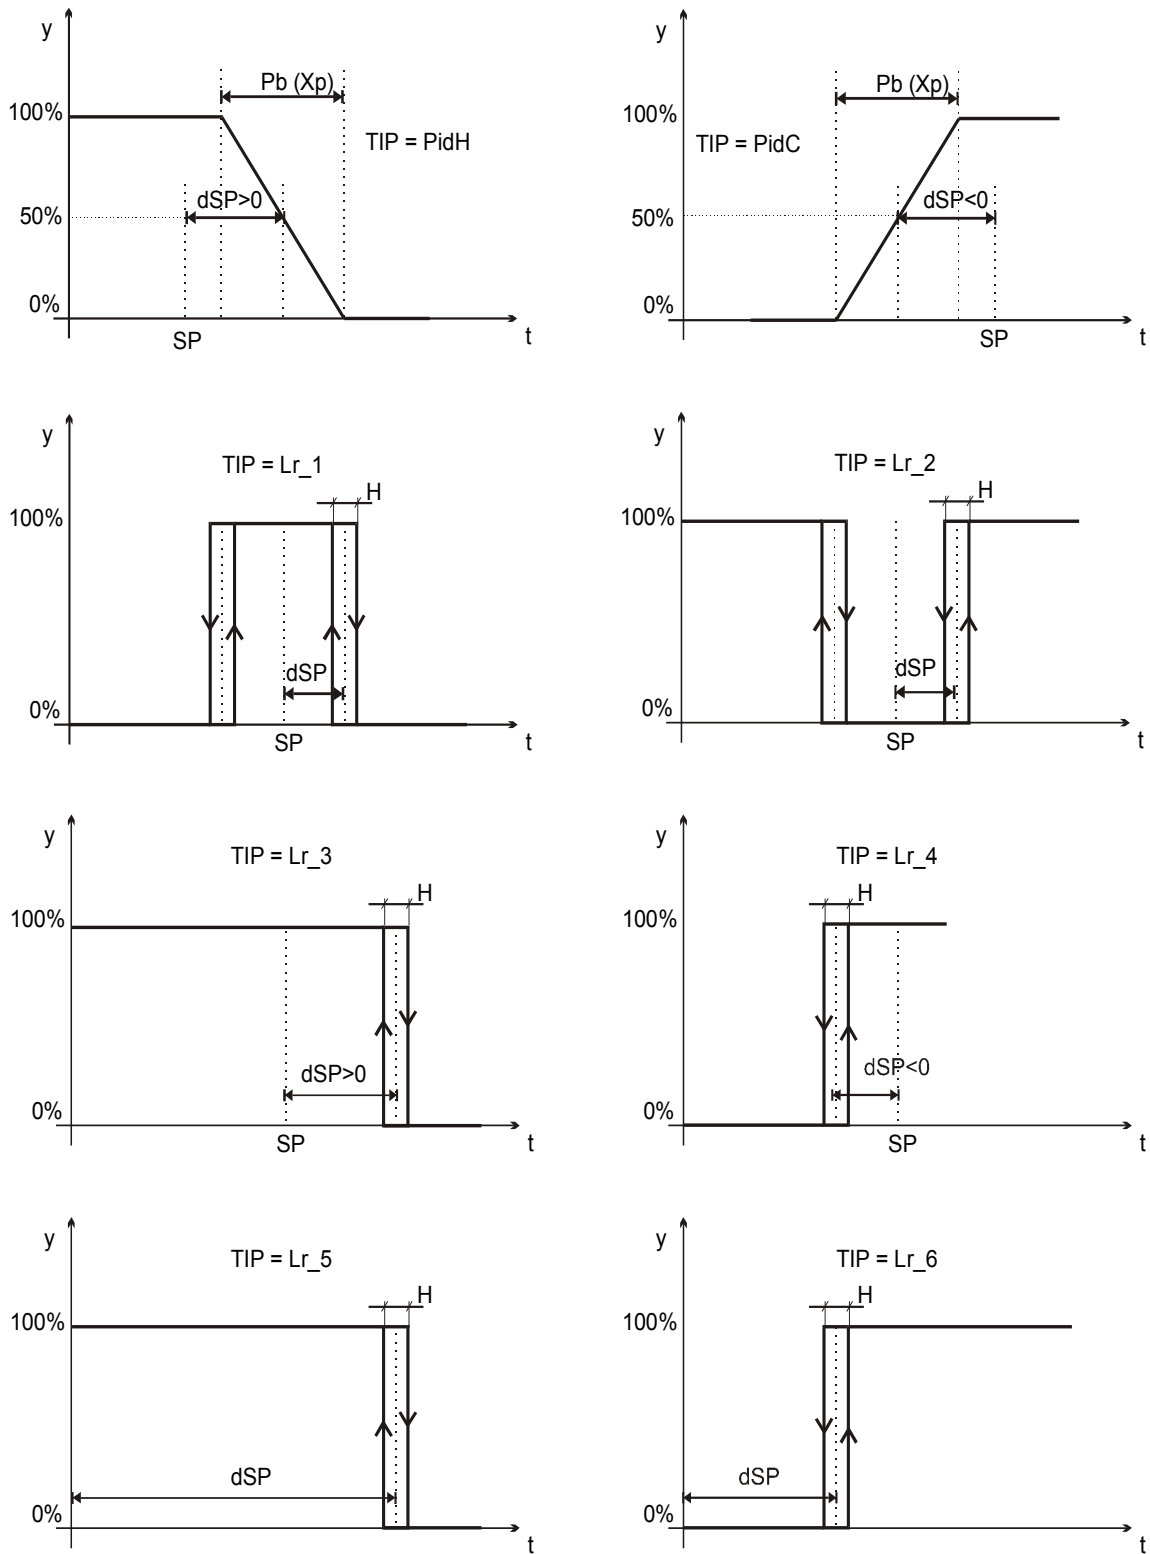 y
Pb (Xp)
100%
TIP = PidH
dSP>0
50%
0%
SP
t
y
Pb (Xp)
100%
TIP = PidC
dSP<0
50%
0%
SP
t
y
TIP = Lr_1
H
100%
dSP
0%
SP
t
y
TIP = Lr_2
H
100%
dSP
0%
SP
t
y
TIP = Lr_3
H
100%
dSP>0
0%
SP
t
y
TIP = Lr_4
H
100%
dSP<0
0%
SP
t
y
TIP = Lr_5
H
100%
dSP
0%
t
y
TIP = Lr_6
H
100%
dSP
0%
t